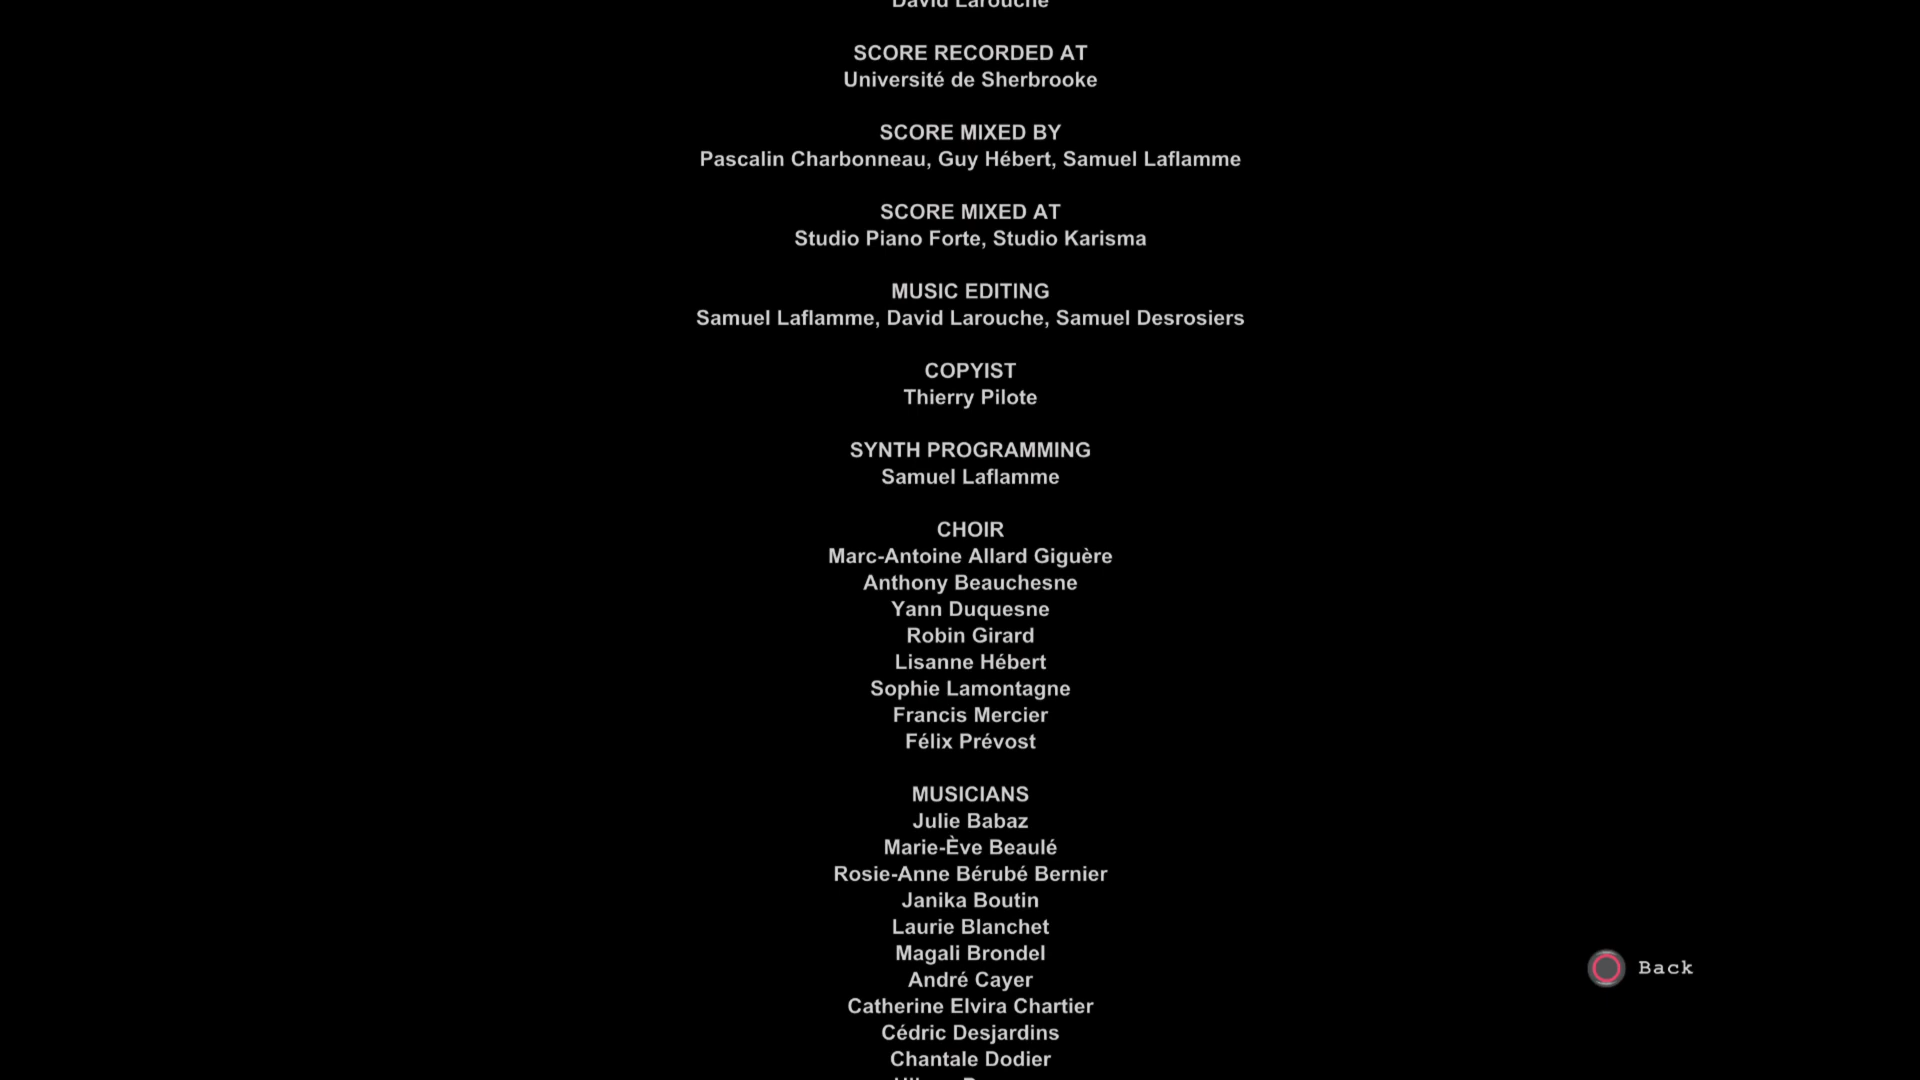 David Larouche
SCORE RECORDED AT
Université de Sherbrooke
SCORE MIXED BY
Pascalin Charbonneau, Guy Hébert, Samuel Laflamme
SCORE MIXED AT
Studio Piano Forte, Studio Karisma
MUSIC EDITING
Samuel Laflamme, David Larouche, Samuel Desrosiers
COPYIST
Thierry Pilote
SYNTH PROGRAMMING
Samuel Laflamme
CHOIR
Marc-Antoine Allard Giguère
Anthony Beauchesne
Yann Duquesne
Robin Girard
Lisanne Hébert
Sophie Lamontagne
Francis Mercier
Félix Prévost
MUSICIANS
Julie Babaz
Marie-Ève Beaulé
Rosie-Anne Bérubé Bernier
Janika Boutin
Laurie Blanchet
Magali Brondel
André Cayer
Back
Catherine Elvira Chartier
Cédric Desjardins
Chantale Dodier